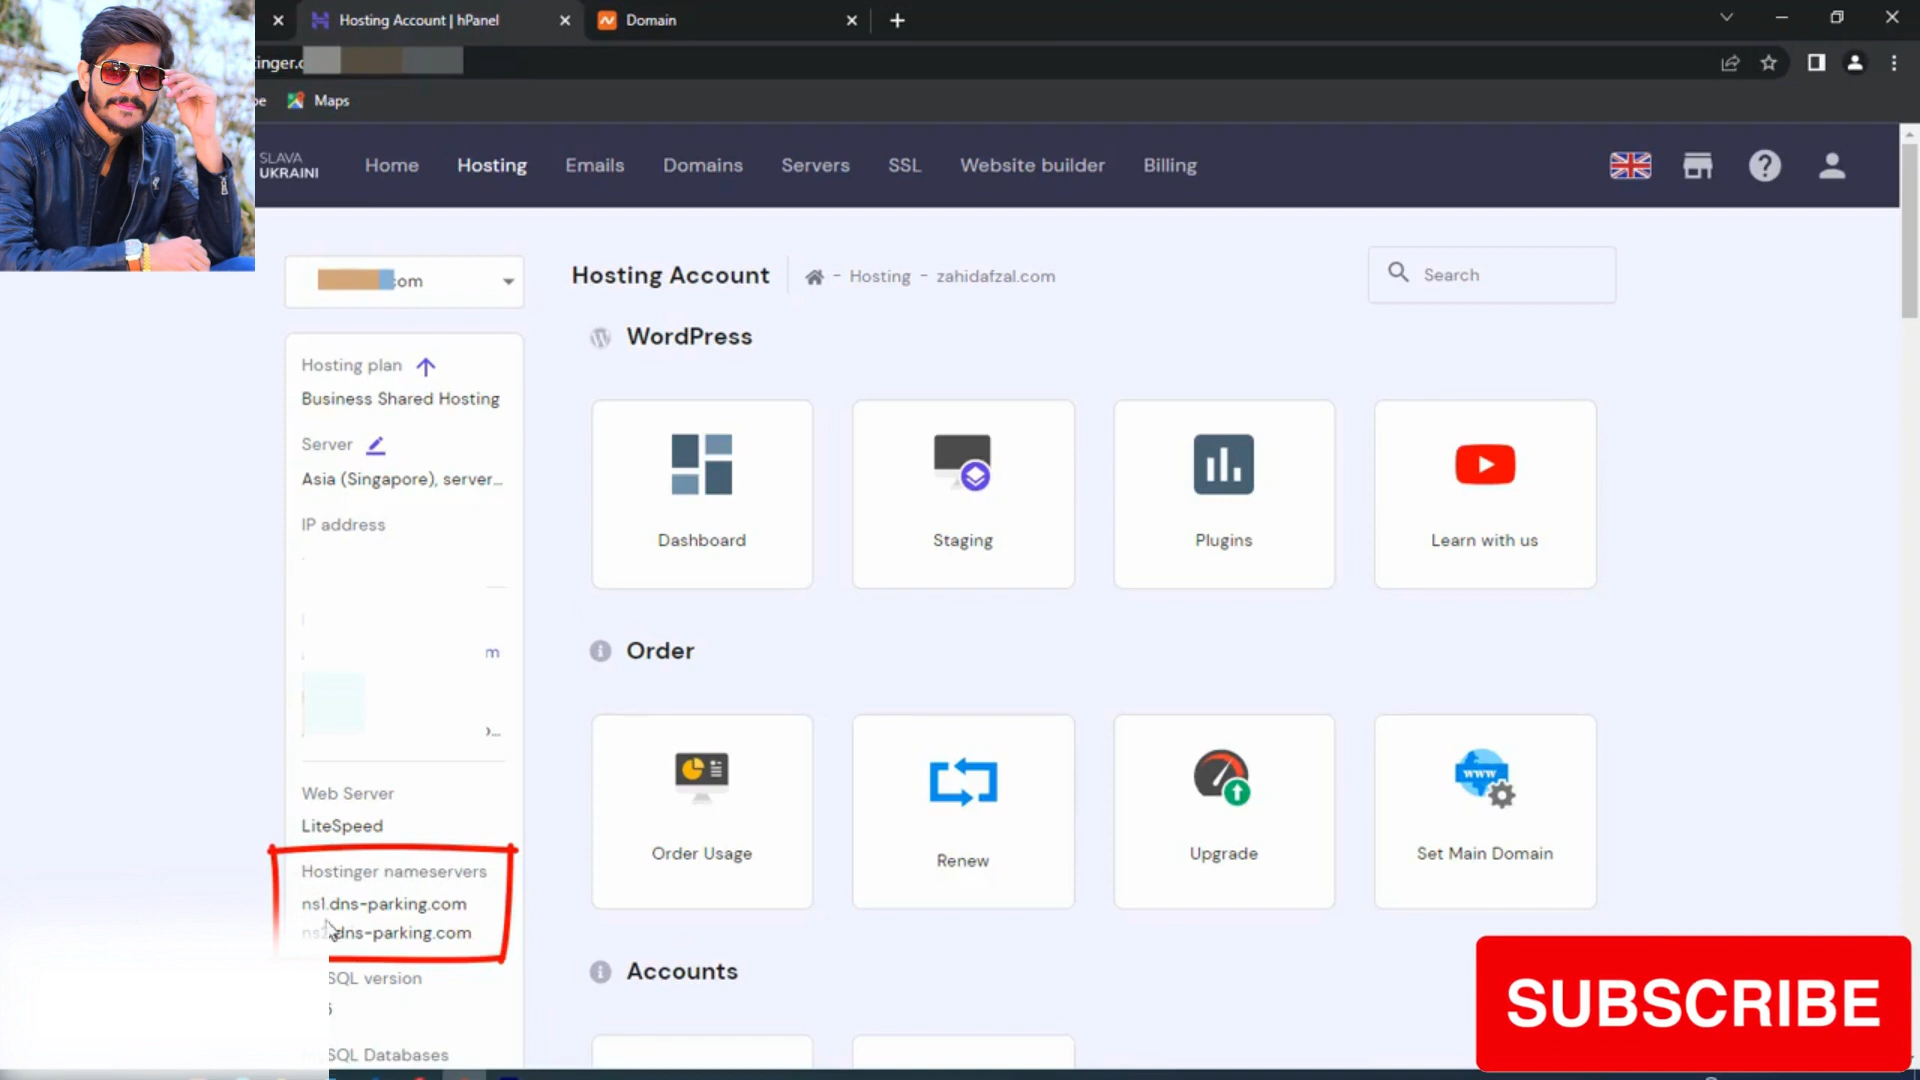 Hosting Account | hPanel
Domain
Maps
SLAVA
UKRAINI
Home
Hosting
Emails
Domains
Servers
SSL
Website builder
Billing
Hosting Account
- Hosting - zahidafzal.com
Search
Hosting plan
Business Shared Hosting
Server
Asia (Singapore), server...
IP address
Web Server
LiteSpeed
Hostinger nameservers
ns1.dns-parking.com
dns-parking.com
SQL version
SQL Databases
WordPress
Dashboard
Staging
Plugins
Learn with us
Order
Order Usage
Renew
Upgrade
www
Set Main Domain
Accounts
SUBSCRIBE